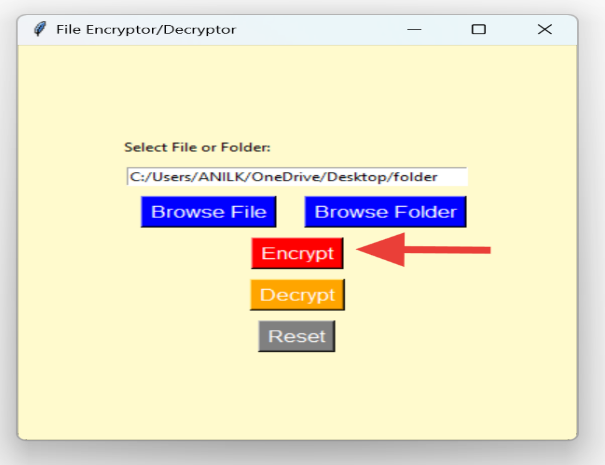 File Encryptor/Decryptor
Select File or Folder:
C:/Users/ANILK/OneDrive/Desktop/folder
Browse File Browse Folder
Encrypt
Decrypt
Reset